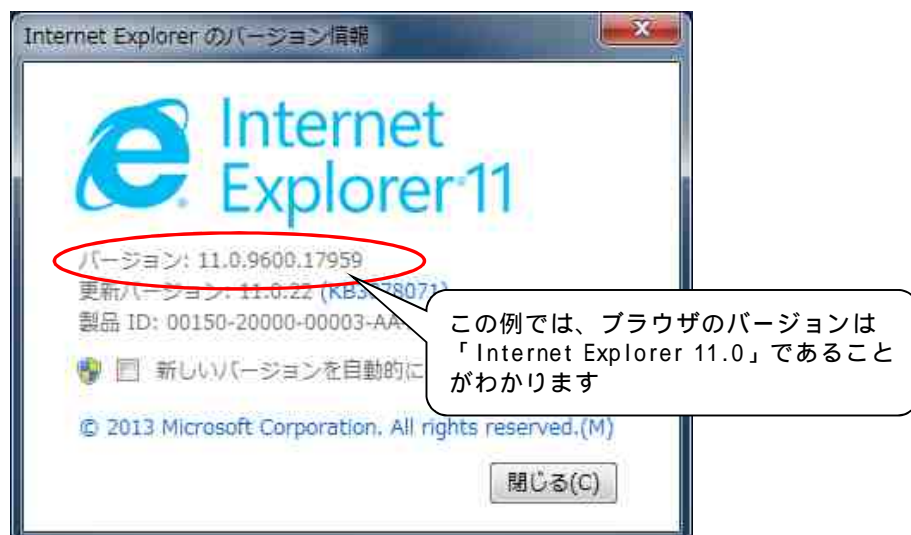 Internet Explorer のバージョン情報
Internet
Explorer 11
バージョン: 11.0.9600.17959
更新バージョン: 11.0.22 (KB3078071)
製品 ID: 00150-20000-00003-AA
新しいバージョンを自動的に
© 2013 Microsoft Corporation. All rights reserved.(M)
閉じる(C)
この例では、ブラウザのバージョンは
「Internet Explorer 11.0」であること
がわかります